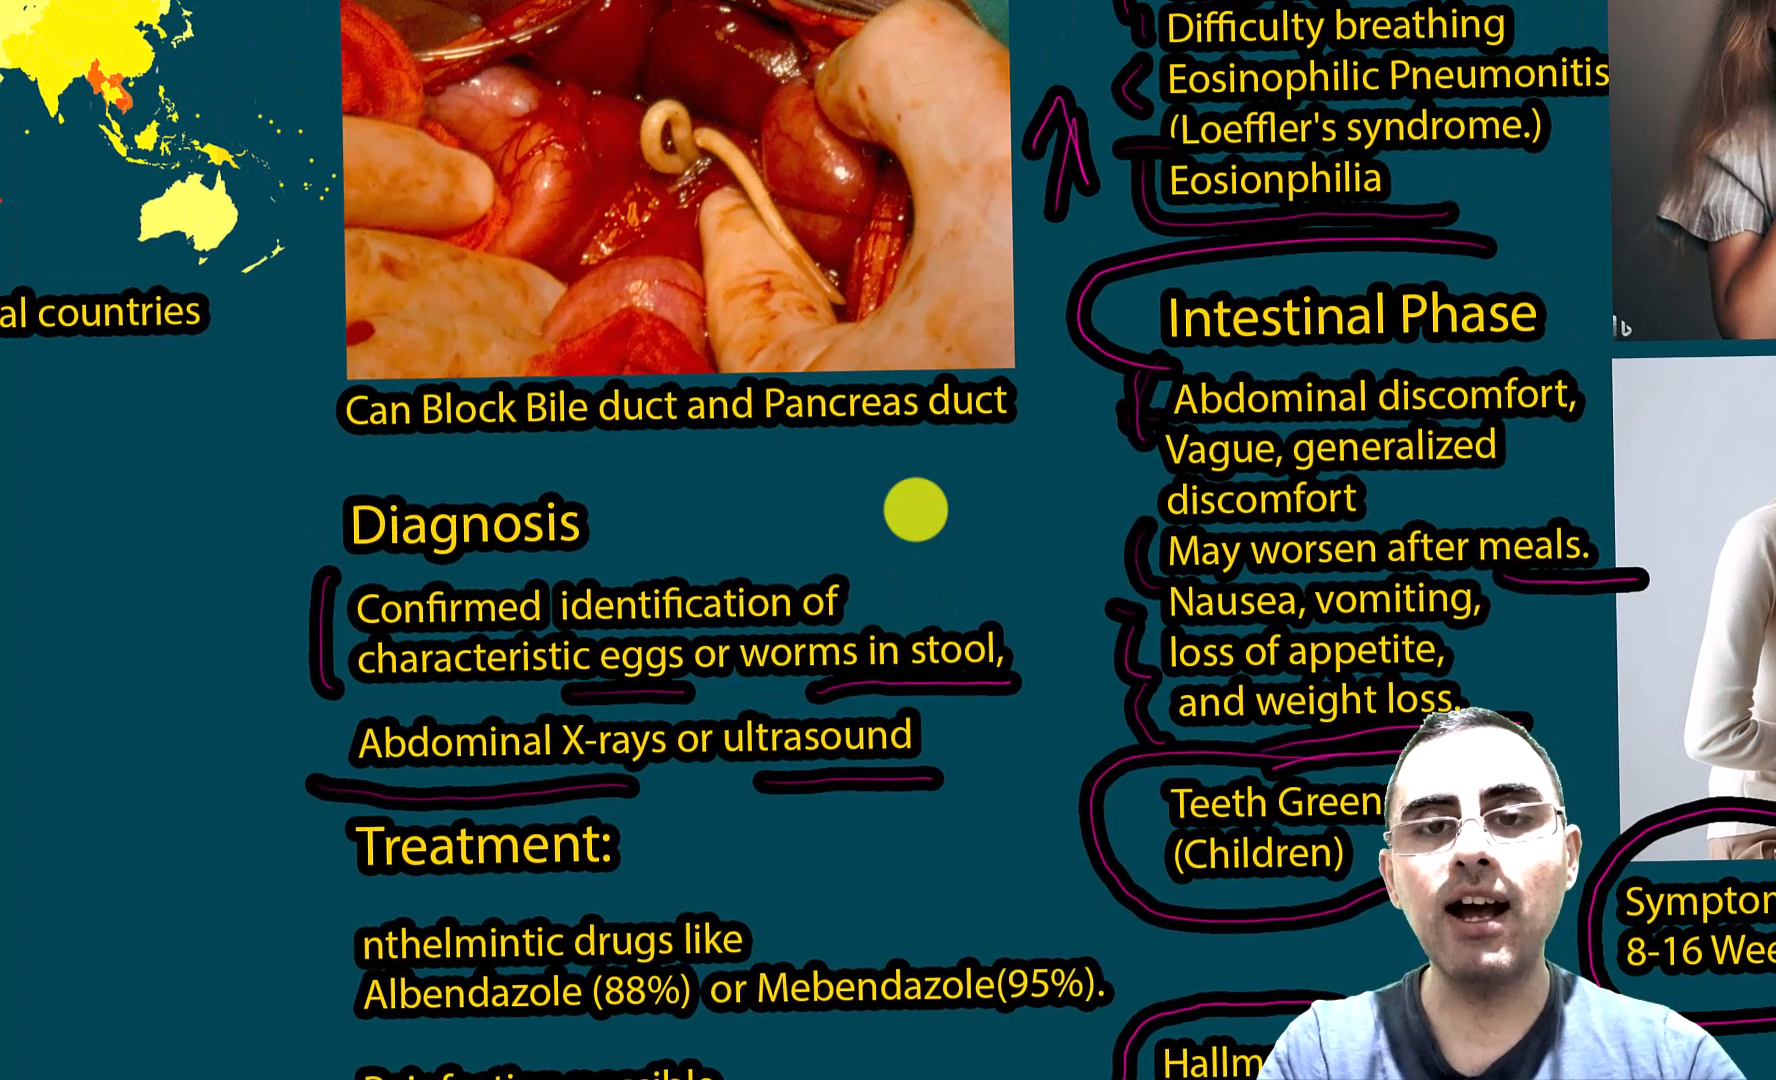 al countries
Can Block Bile duct and Pancreas duct
Diagnosis
Confirmed identification of
characteristic eggs or worms in stool,
Abdominal X-rays or ultrasound
Treatment:
nthelmintic drugs like
Albendazole (88%) or Mebendazole(95%).
Difficulty breathing
Eosinophilic Pneumonitis
(Loeffler's syndrome.)
Eosionphilia
Intestinal Phase
Abdominal discomfort,
Vague, generalized
discomfort
May worsen after meals.
Nausea, vomiting,
loss of appetite,
and weight loss.
Teeth Green
(Children)
Hallm
b
Sympton
8-16 Wee